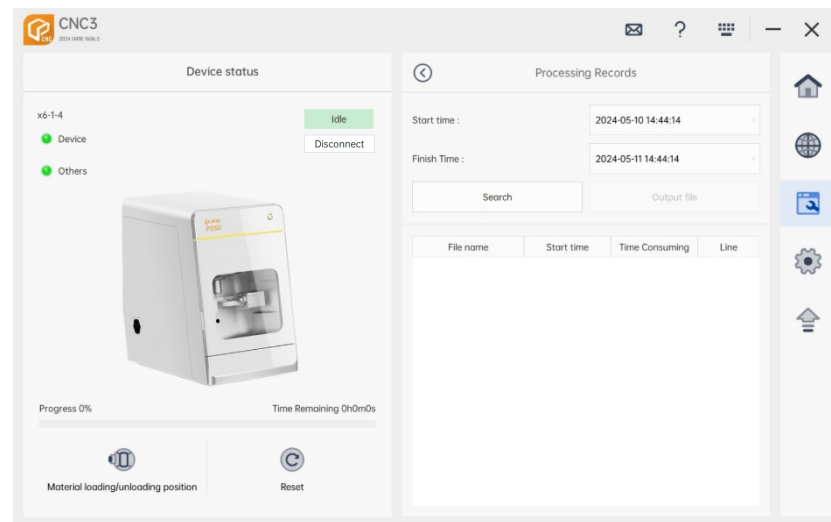 CNC3
CNC
Device status
x6-1-4
Idle
Device
Disconnect
Others
P550
Progress 0%
Time Remaining 0h0m0s
Material loading/unloading position
Reset
Processing Records
Start time :
2024-05-10 14:44:14
Finish Time :
2024-05-11 14:44:14
Search
Output file
File name
Start time
Time Consuming
Line